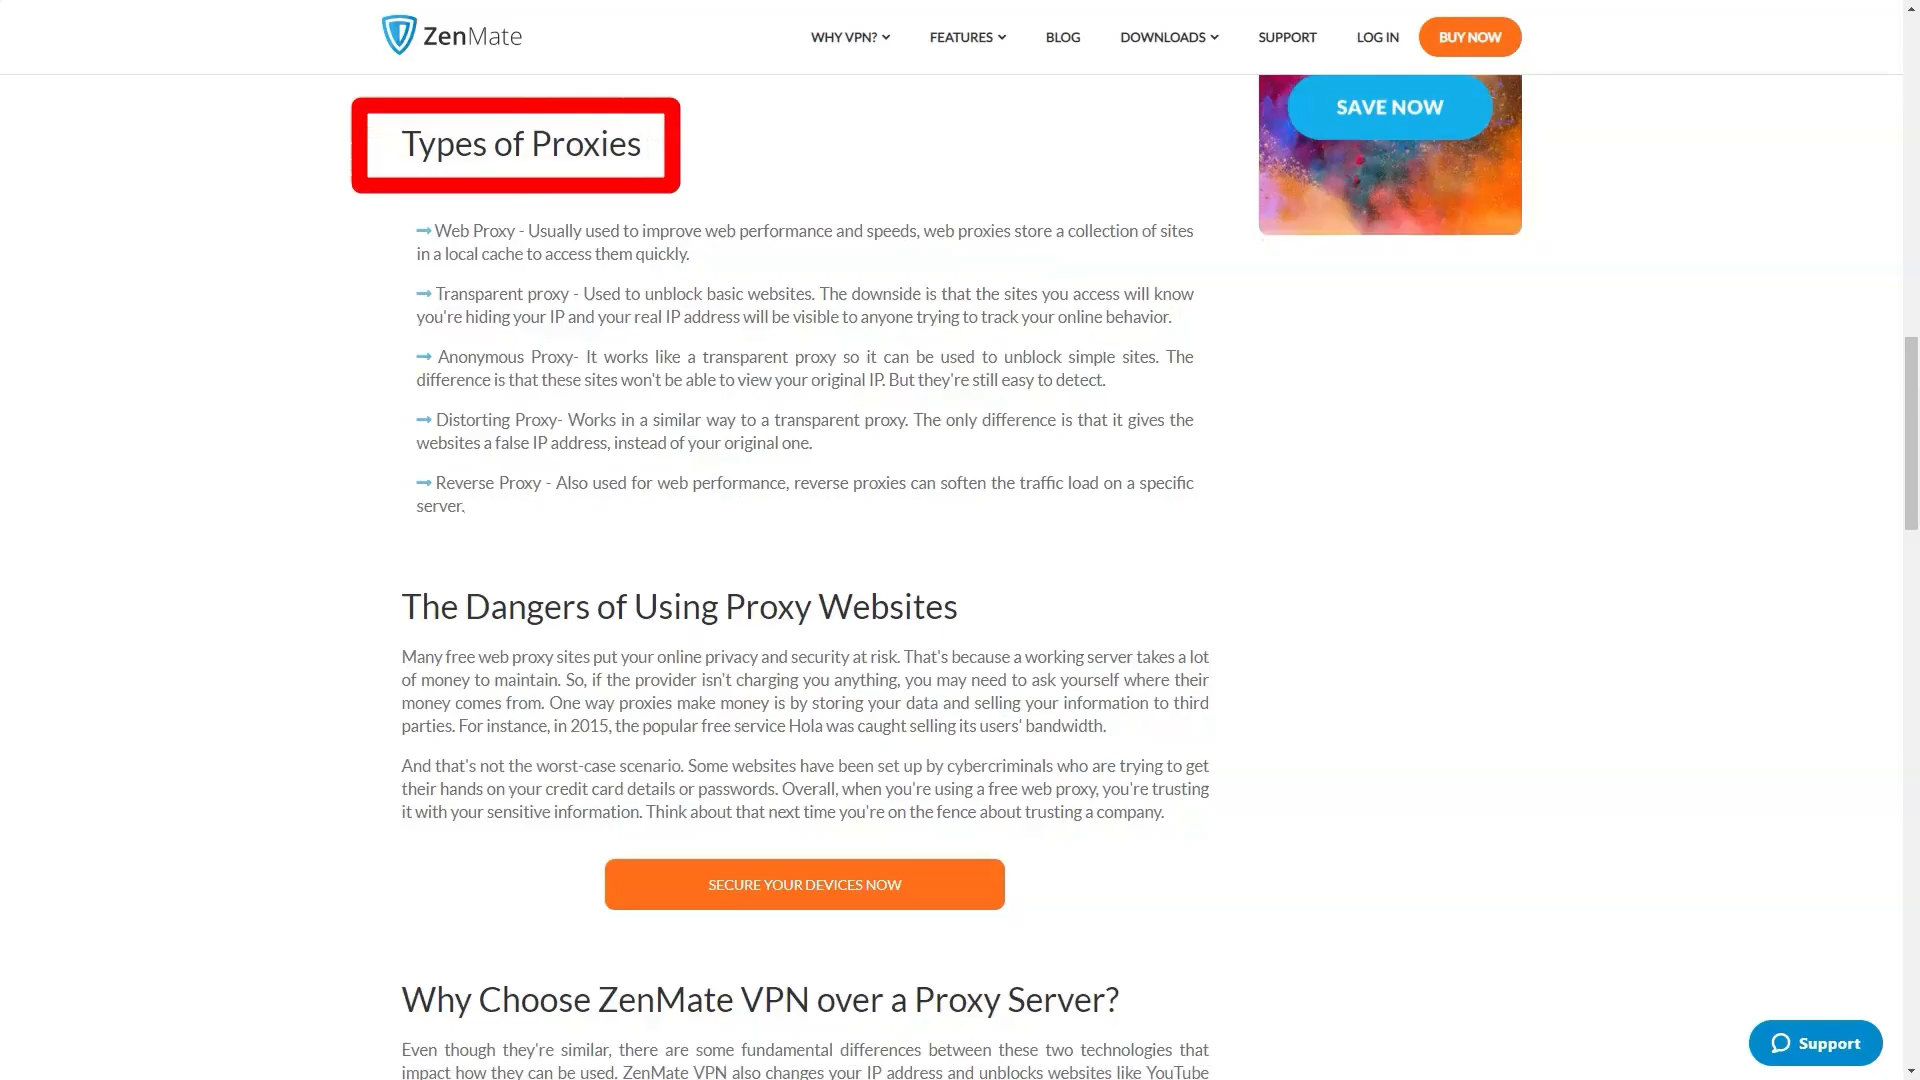 ZenMate
WHY VPN?
FEATURES
BLOG
DOWNLOADS
SUPPORT
LOG IN
BUY NOW
SAVE NOW
Types of Proxies
Web Proxy - Usually used to improve web performance and speeds, web proxies store a collection of sites
in a local cache to access them quickly.
Transparent proxy - Used to unblock basic websites. The downside is that the sites you access will know
you're hiding your IP and your real IP address will be visible to anyone trying to track your online behavior.
Anonymous Proxy- It works like a transparent proxy so it can be used to unblock simple sites. The
difference is that these sites won't be able to view your original IP. But they're still easy to detect.
Distorting Proxy- Works in a similar way to a transparent proxy. The only difference is that it gives the
websites a false IP address, instead of your original one.
Reverse Proxy - Also used for web performance, reverse proxies can soften the traffic load on a specific
server.
The Dangers of Using Proxy Websites
Many free web proxy sites put your online privacy and security at risk. That's because a working server takes a lot
of money to maintain. So, if the provider isn't charging you anything, you may need to ask yourself where their
money comes from. One way proxies make money is by storing your data and selling your information to third
parties. For instance, in 2015, the popular free service Hola was caught selling its users' bandwidth.
And that's not the worst-case scenario. Some websites have been set up by cybercriminals who are trying to get
their hands on your credit card details or passwords. Overall, when you're using a free web proxy, you're trusting
it with your sensitive information. Think about that next time you're on the fence about trusting a company.
SECURE YOUR DEVICES NOW
Why Choose ZenMate VPN over a Proxy Server?
Even though they're similar, there are some fundamental differences between these two technologies that
impact how they can be used. ZenMate VPN also changes your IP address and unblocks websites like YouTube
Support